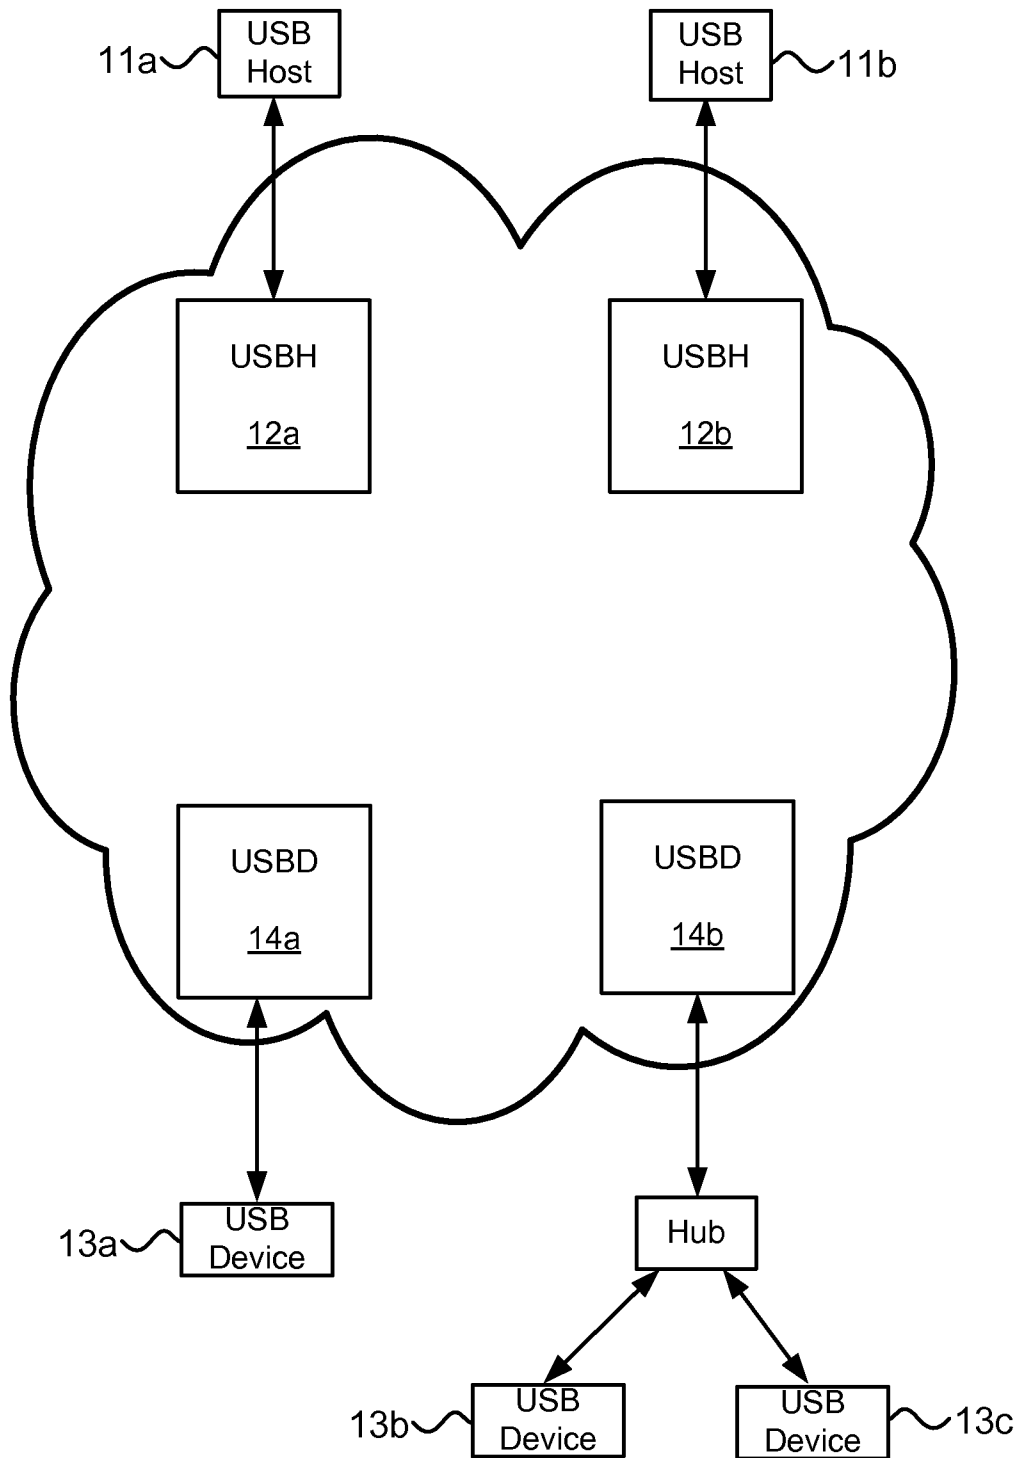 11a
USB
Host
USB
Host
11b
USBH
12a
USBH
12b
USBD
14a
USBD
14b
13a
USB
Device
Hub
13b
USB
Device
USB
Device
13c